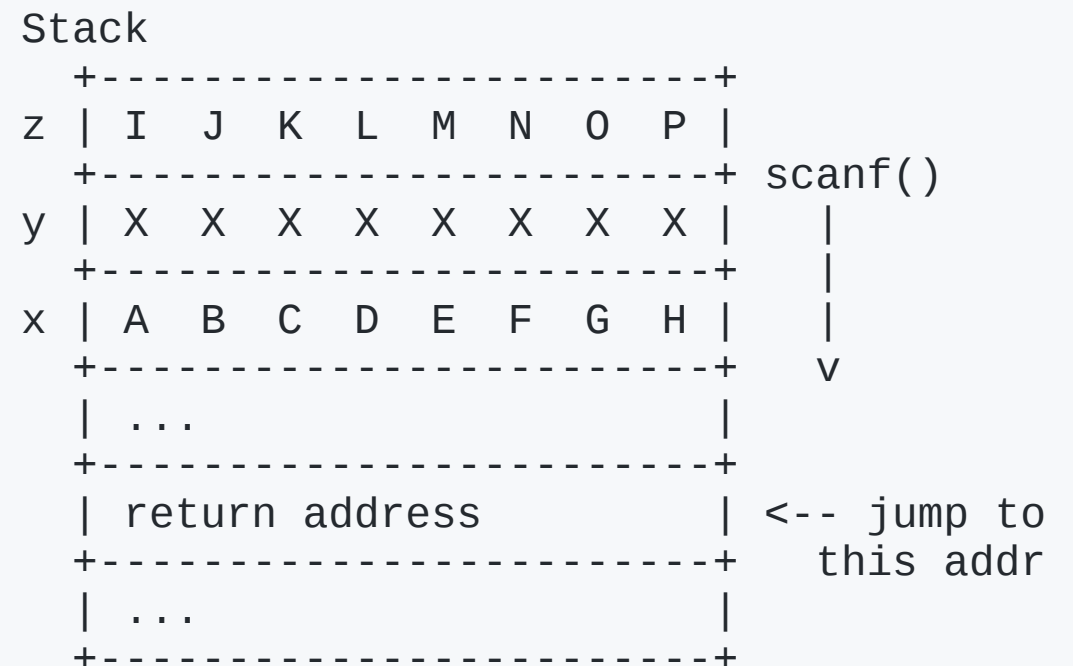 Stack
  +------------------------+
z | I  J  K  L  M  N  O  P |
  +------------------------+ scanf()
y | X  X  X  X  X  X  X  X |   |
  +------------------------+   |
x | A  B  C  D  E  F  G  H |   |
  +------------------------+   v
  | ...                    |
  +------------------------+
  | return address         | <-- jump to
  +------------------------+   this addr
  | ...                    |
  +------------------------+